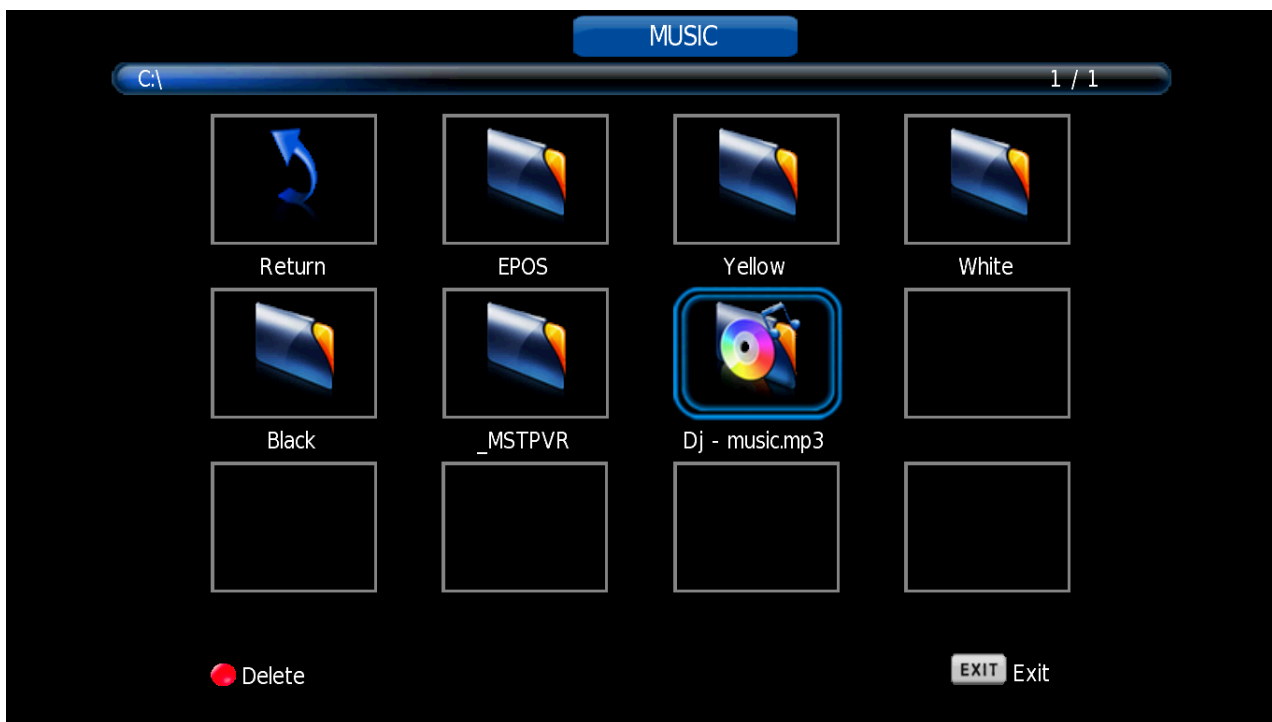 MUSIC
C:\ 1 / 1
Return EPOS Yellow White
Black _MSTPVR Dj - music.mp3
Delete EXIT Exit